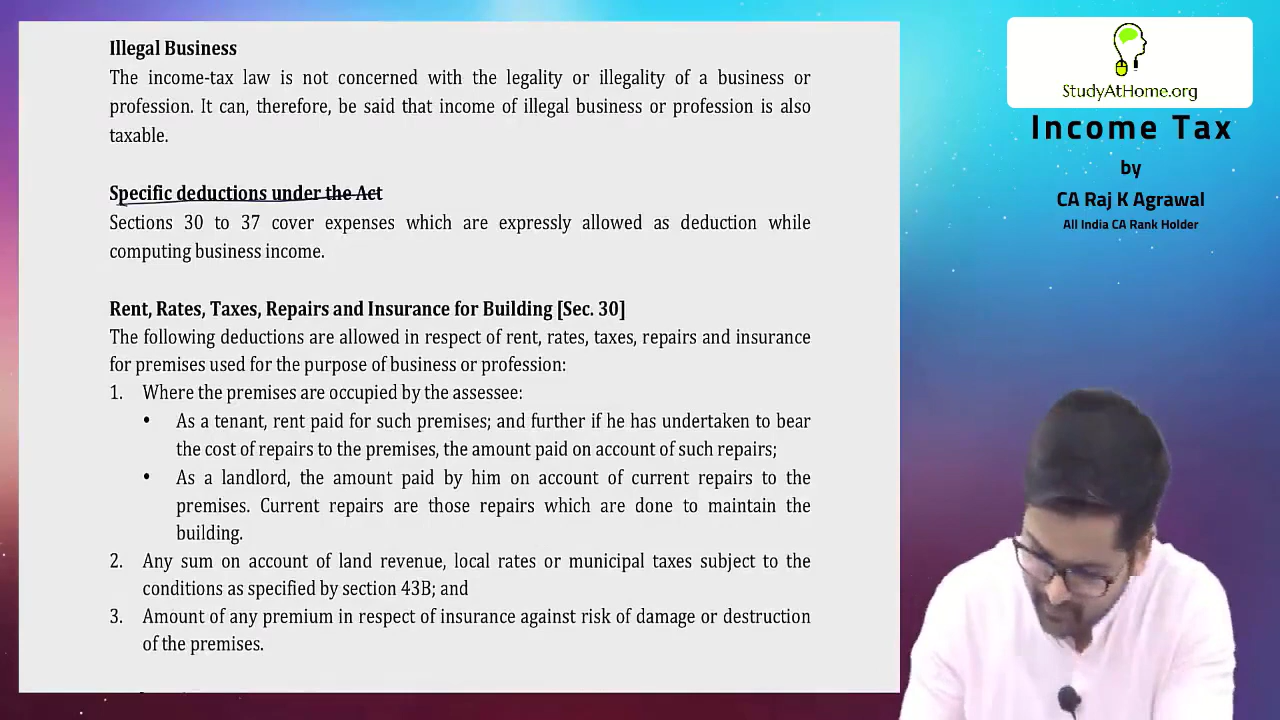 Illegal Business
The income-tax law is not concerned with the legality or illegality of a business or
profession. It can, therefore, be said that income of illegal business or profession is also
taxable.
Specific deductions under the Act
Sections 30 to 37 cover expenses which are expressly allowed as deduction while
computing business income.
Rent, Rates, Taxes, Repairs and Insurance for Building [Sec. 30]
The following deductions are allowed in respect of rent, rates, taxes, repairs and insurance
for premises used for the purpose of business or profession:
1. Where the premises are occupied by the assessee:
• As a tenant, rent paid for such premises; and further if he has undertaken to bear
the cost of repairs to the premises, the amount paid on account of such repairs;
• As a landlord, the amount paid by him on account of current repairs to the
premises. Current repairs are those repairs which are done to maintain the
building.
2. Any sum on account of land revenue, local rates or municipal taxes subject to the
conditions as specified by section 43B; and
3. Amount of any premium in respect of insurance against risk of damage or destruction
of the premises.
StudyAtHome.org
Income Tax
by
CA Raj K Agrawal
All India CA Rank Holder